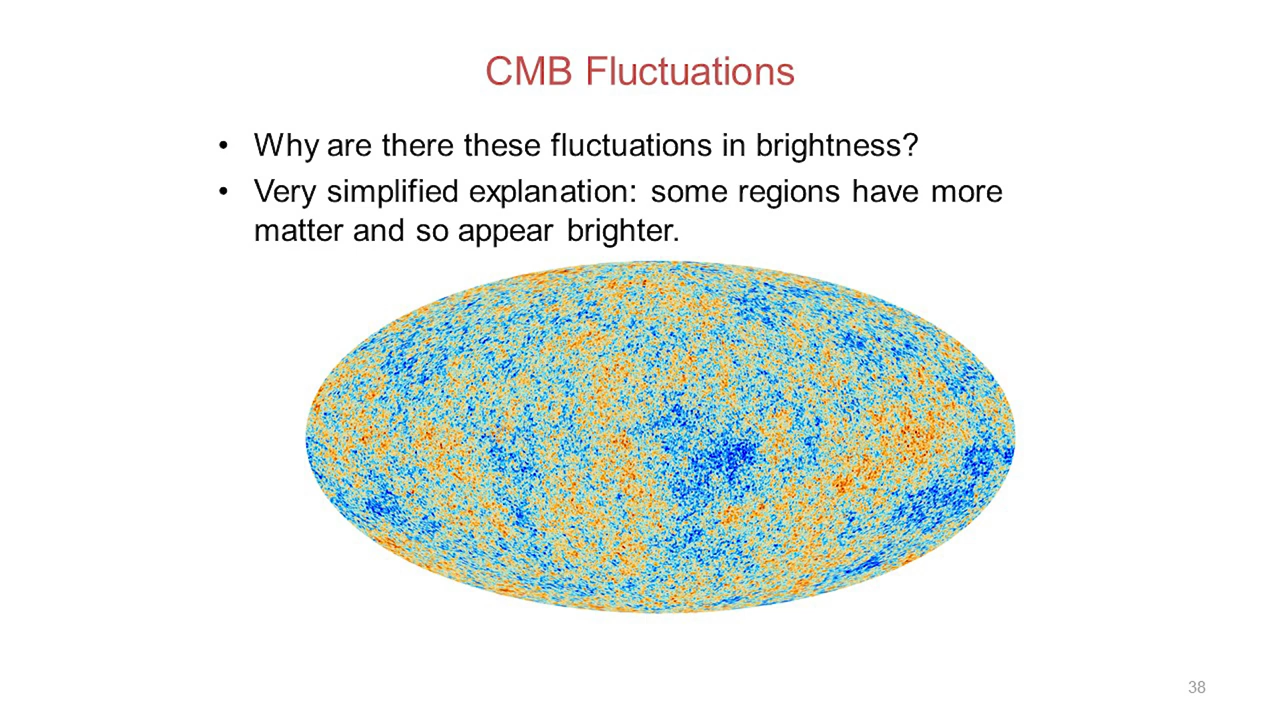 CMB Fluctuations
• Why are there these fluctuations in brightness?
• Very simplified explanation: some regions have more
matter and so appear brighter.
38